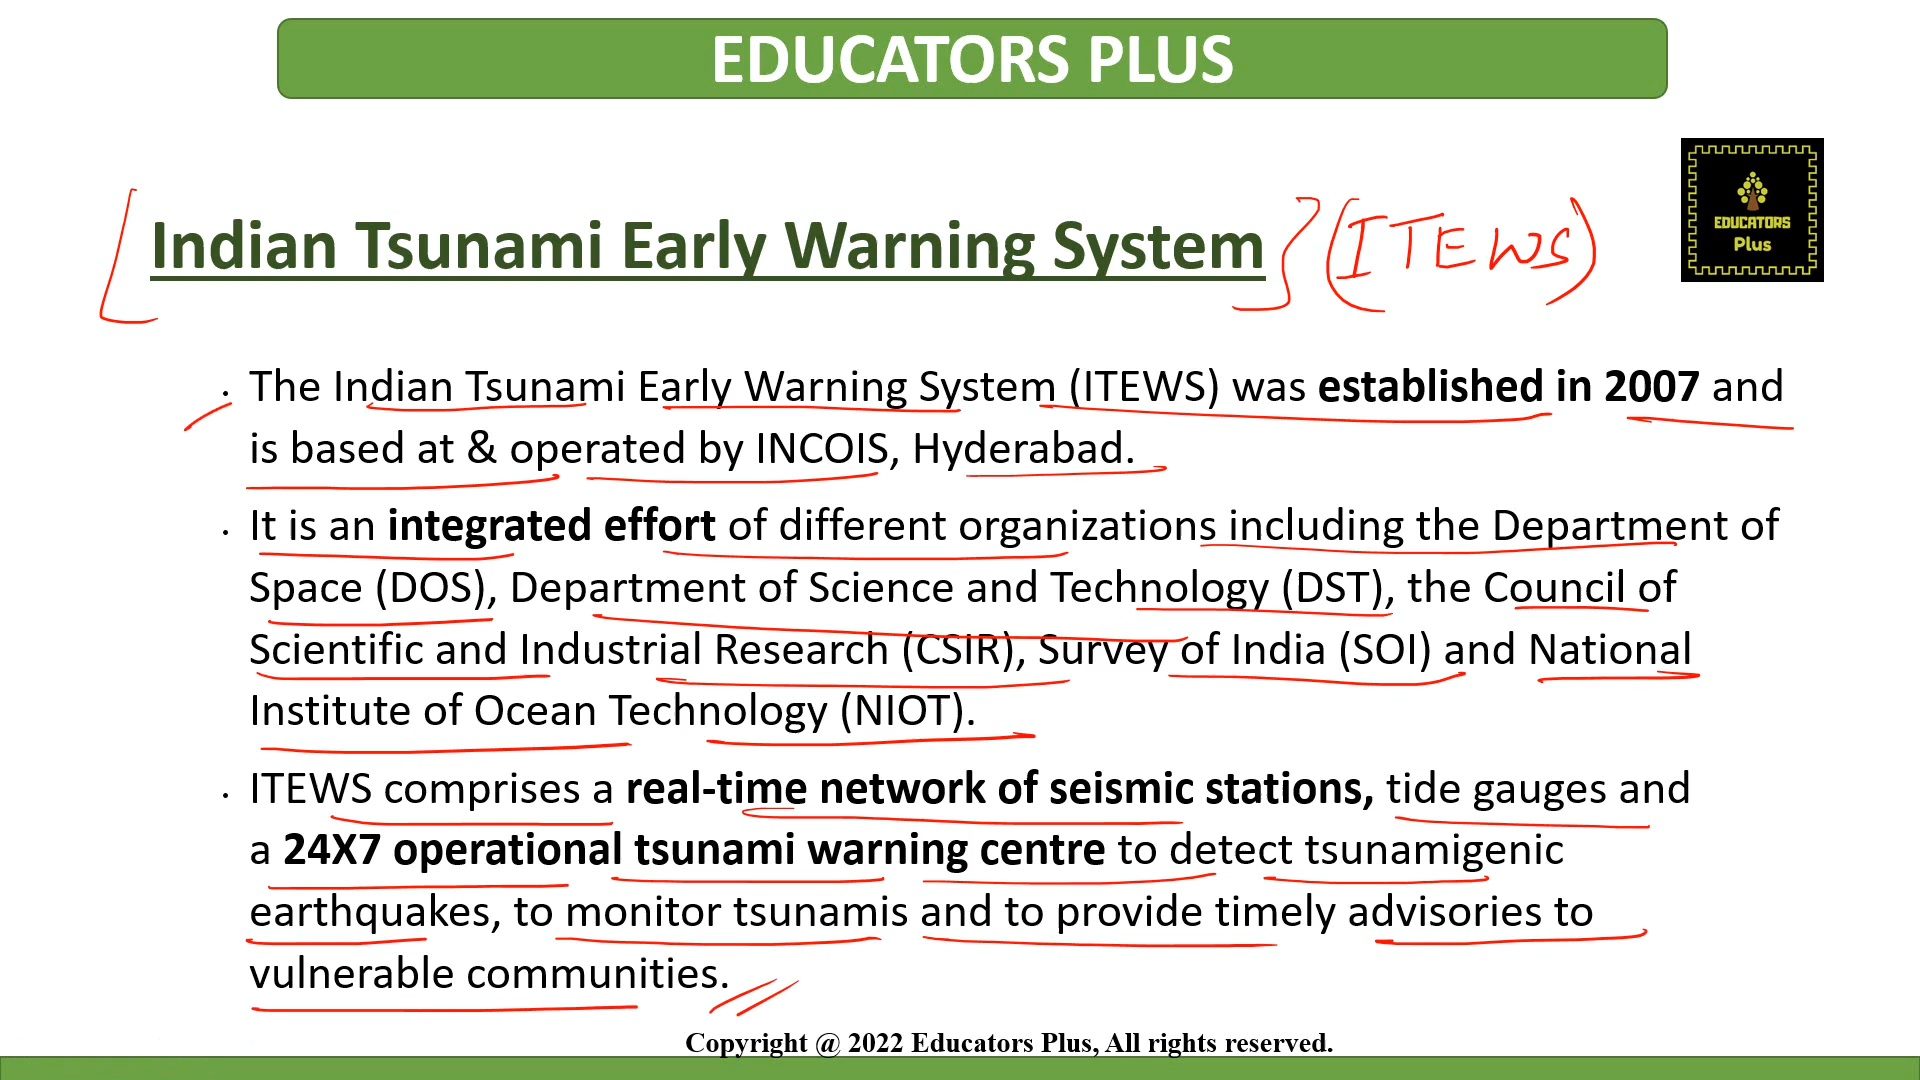 EDUCATORS PLUS
EDUCATORS
Plus
Indian Tsunami Early Warning System (ITEWS)
• The Indian Tsunami Early Warning System (ITEWS) was established in 2007 and
is based at & operated by INCOIS, Hyderabad.
• It is an integrated effort of different organizations including the Department of
Space (DOS), Department of Science and Technology (DST), the Council of
Scientific and Industrial Research (CSIR), Survey of India (SOI) and National
Institute of Ocean Technology (NIOT).
• ITEWS comprises a real-time network of seismic stations, tide gauges and
a 24X7 operational tsunami warning centre to detect tsunamigenic
earthquakes, to monitor tsunamis and to provide timely advisories to
vulnerable communities.
Copyright @ 2022 Educators Plus, All rights reserved.